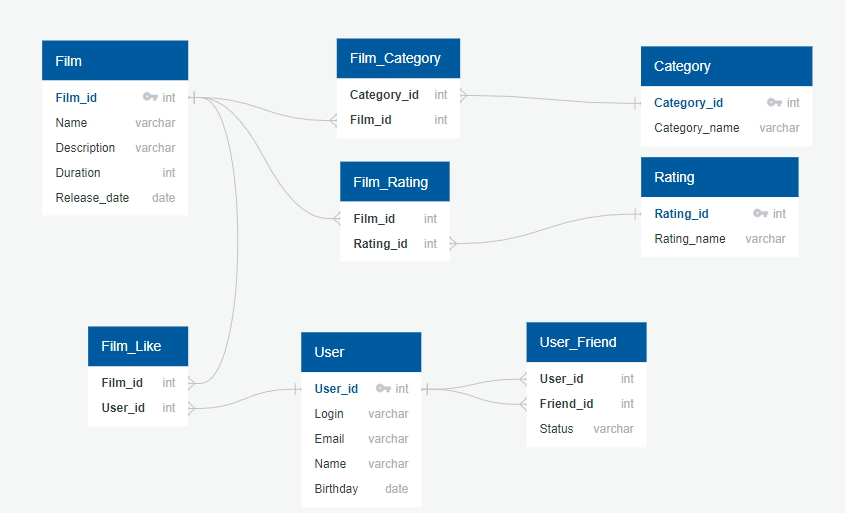 Film
Film_id int
Name varchar
Description varchar
Duration int
Release_date date
Film_Category
Category_id int
Film_id int
Category
Category_id int
Category_name varchar
Film_Rating
Film_id int
Rating_id int
Rating
Rating_id int
Rating_name varchar
Film_Like
Film_id int
User_id int
User
User_id int
Login varchar
Email varchar
Name varchar
Birthday date
User_Friend
User_id int
Friend_id int
Status varchar